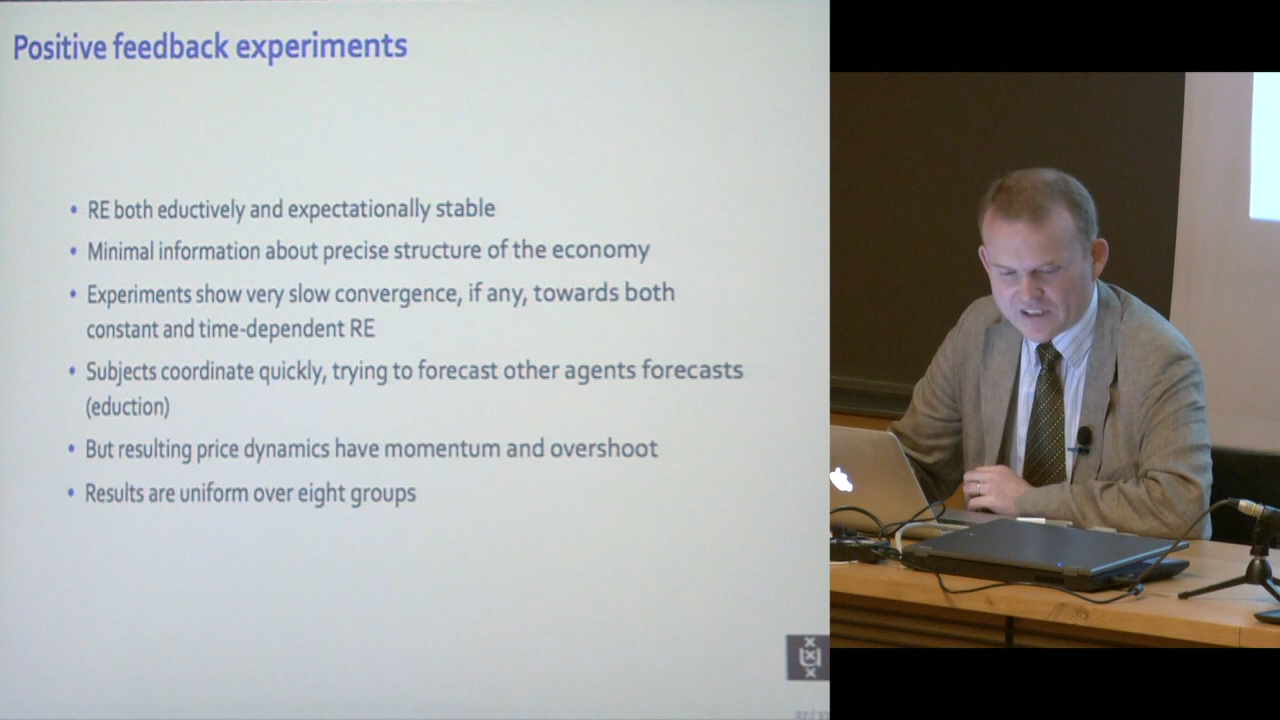 Positive feedback experiments
• RE both eductively and expectationally stable
• Minimal information about precise structure of the economy
• Experiments show very slow convergence, if any, towards both
constant and time-dependent RE
• Subjects coordinate quickly, trying to forecast other agents forecasts
(eduction)
• But resulting price dynamics have momentum and overshoot
• Results are uniform over eight groups